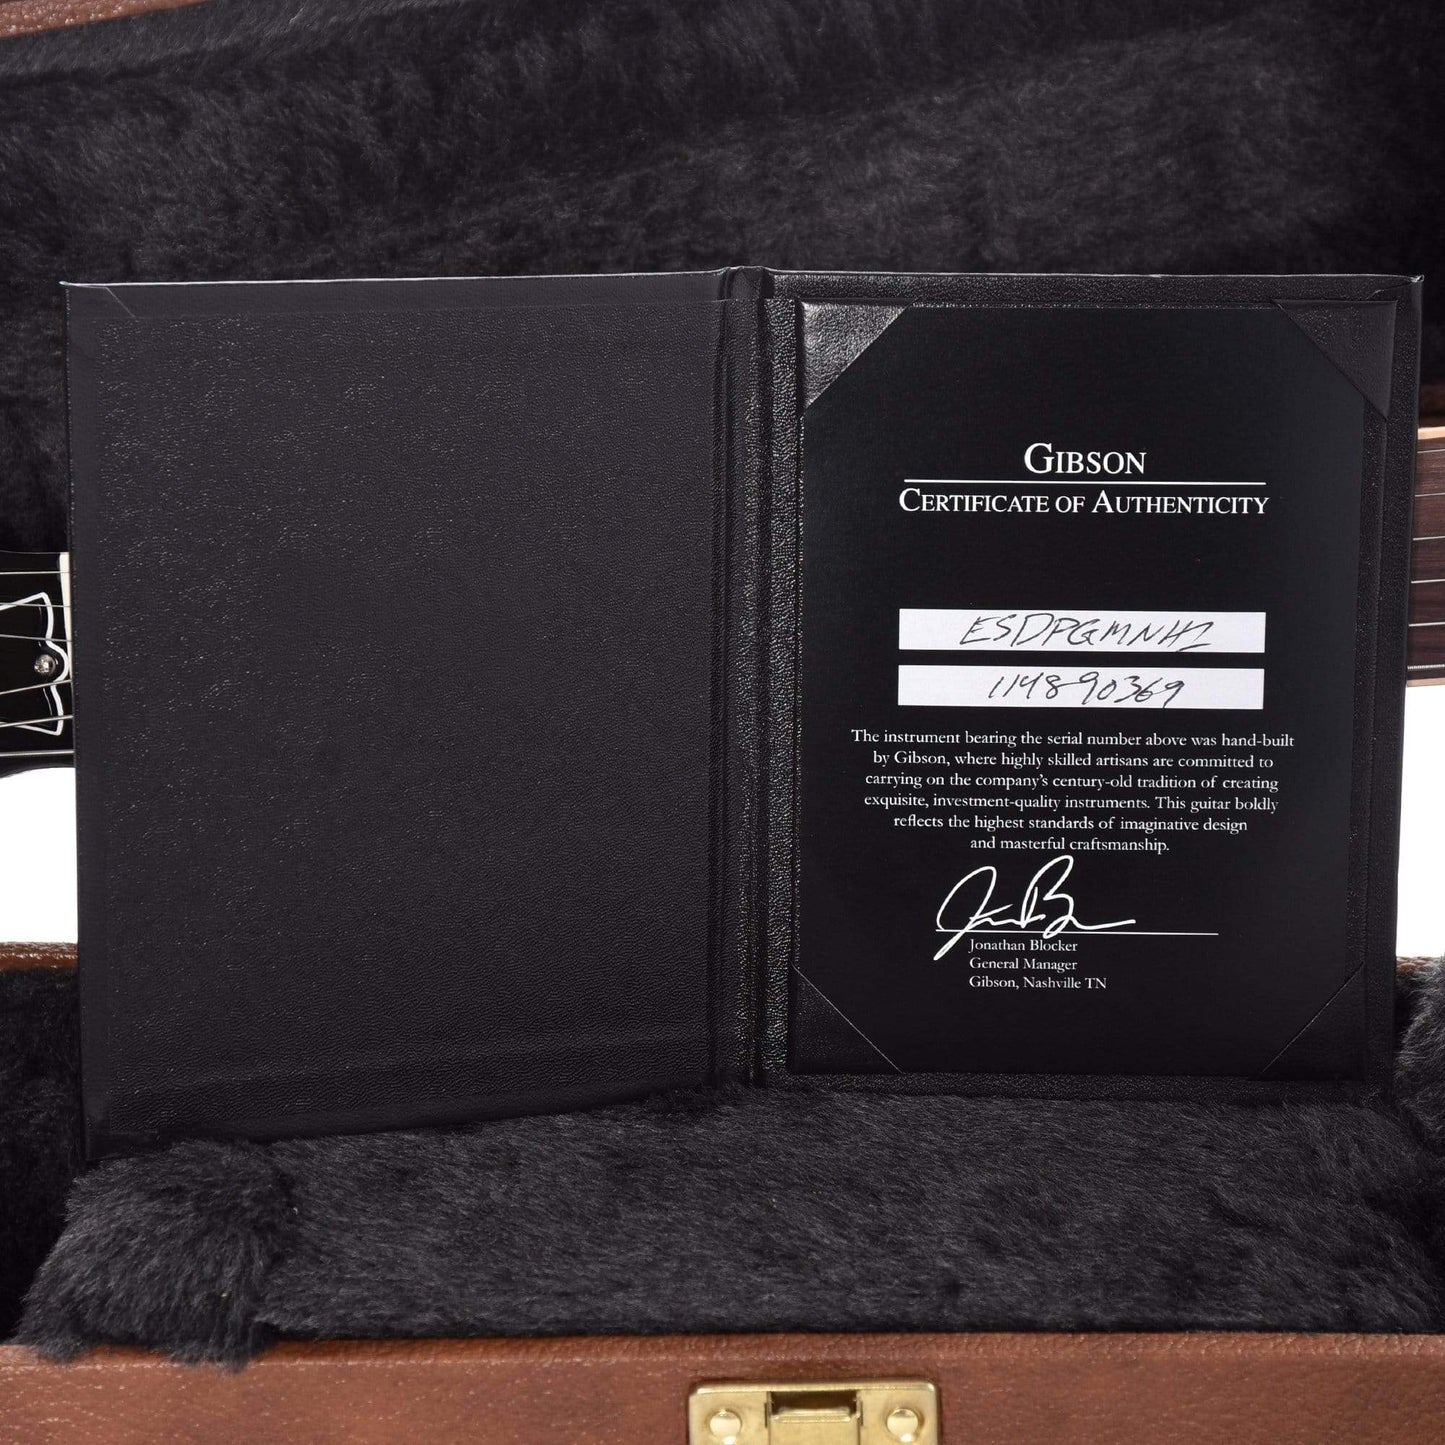 GIBSON
CERTIFICATE OF AUTHENTICITY
ESDPGMNH1
114890369
The instrument bearing the serial number above was hand-built
by Gibson, where highly skilled artisans are committed to
carrying on the company's century-old tradition of creating
exquisite, investment-quality instruments. This guitar boldly
reflects the highest standards of imaginative design
and masterful craftsmanship.
Jonathan Blocker
General Manager
Gibson, Nashville TN